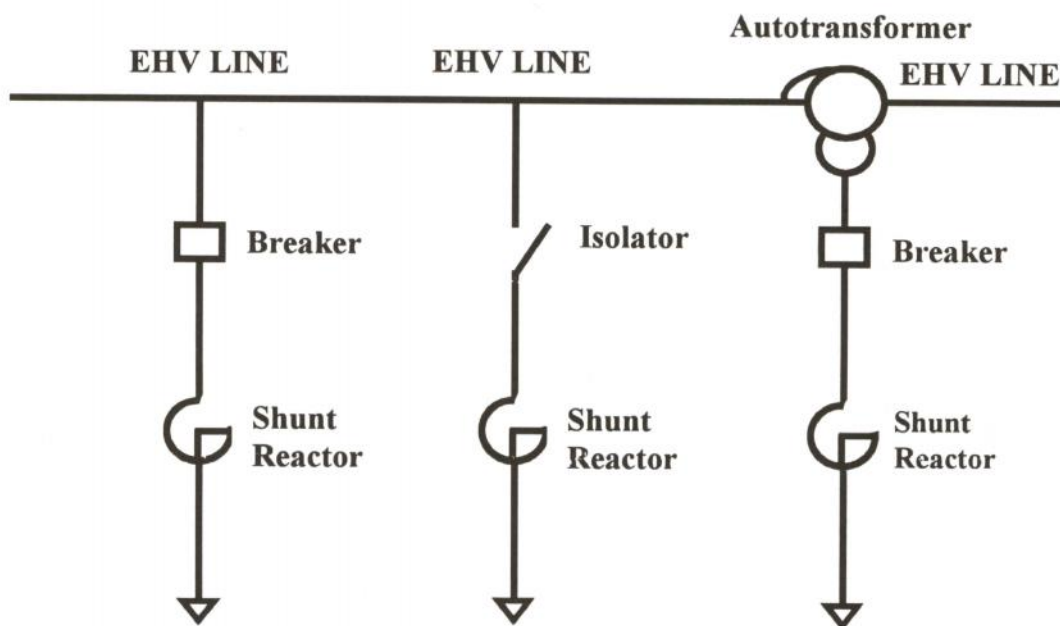 Autotransformer
EHV LINE
EHV LINE
EHV LINE
Breaker
Isolator
Breaker
Shunt
Reactor
Shunt
Reactor
Shunt
Reactor